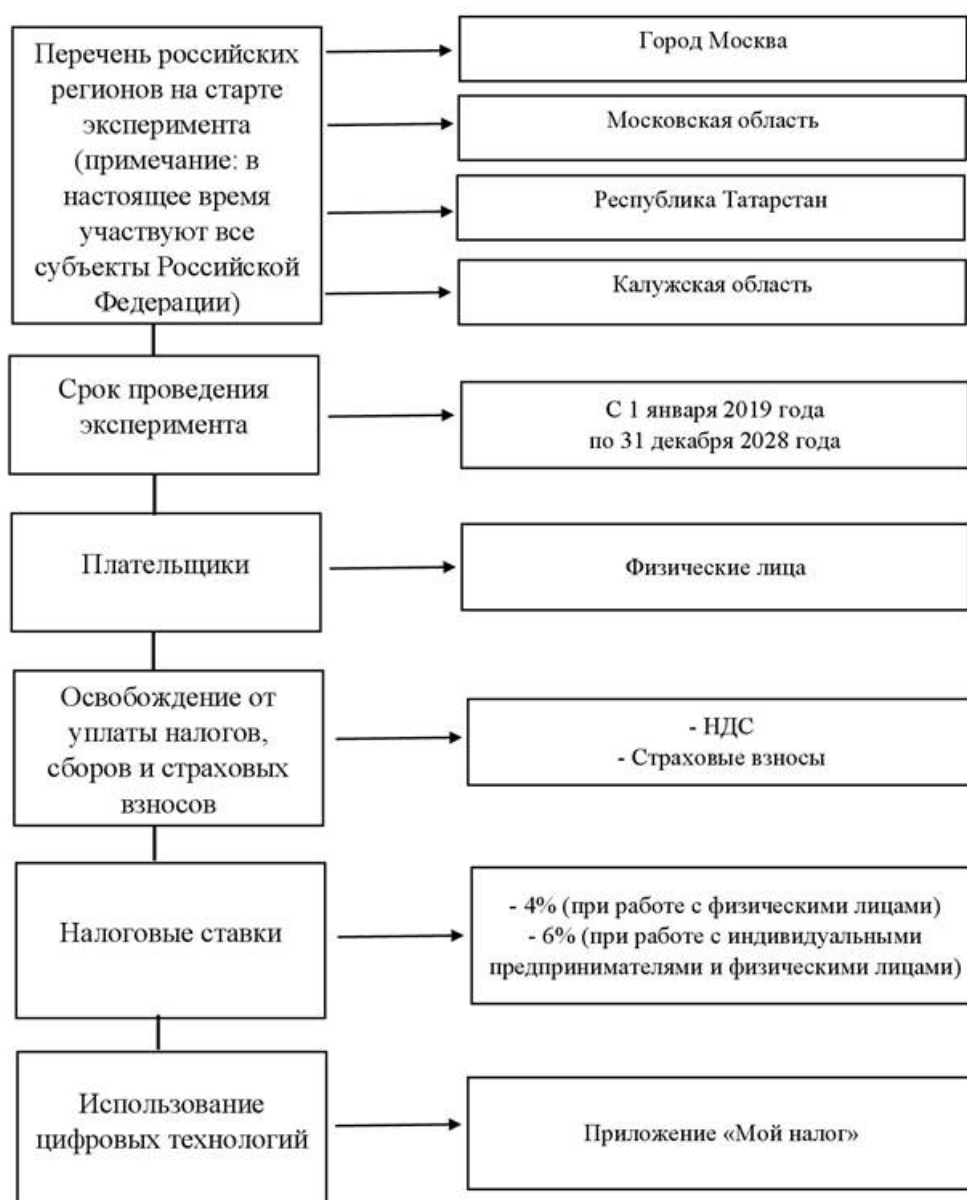 Перечень российских
регионов на старте
эксперимента
(примечание: в
настоящее время
участвуют все
субъекты Российской
Федерации)
Город Москва
Московская область
Республика Татарстан
Калужская область
Срок проведения
эксперимента
С 1 января 2019 года
по 31 декабря 2028 года
Плательщики
Физические лица
Освобождение от
уплаты налогов,
сборов и страховых
взносов
- НДС
- Страховые взносы
Налоговые ставки
- 4% (при работе с физическими лицами)
- 6% (при работе с индивидуальными
предпринимателями и физическими лицами)
Использование
цифровых технологий
Приложение «Мой налог»